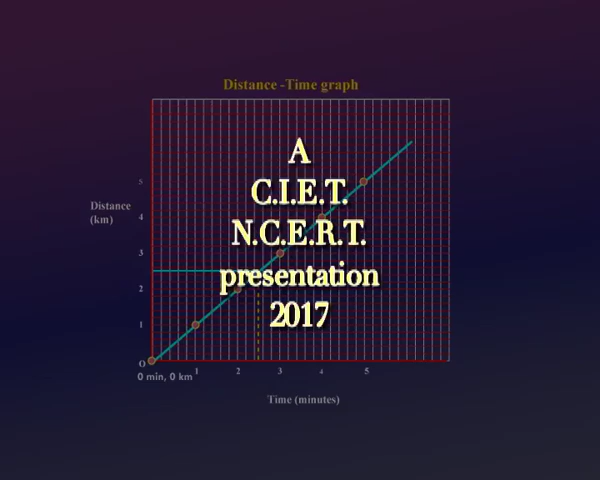 Distance -Time graph
A
C.I.E.T.
N.C.E.R.T.
presentation
2017
Distance
(km)
5
4
3
2
1
O
0 min, 0 km
1 2 3 4 5
Time (minutes)